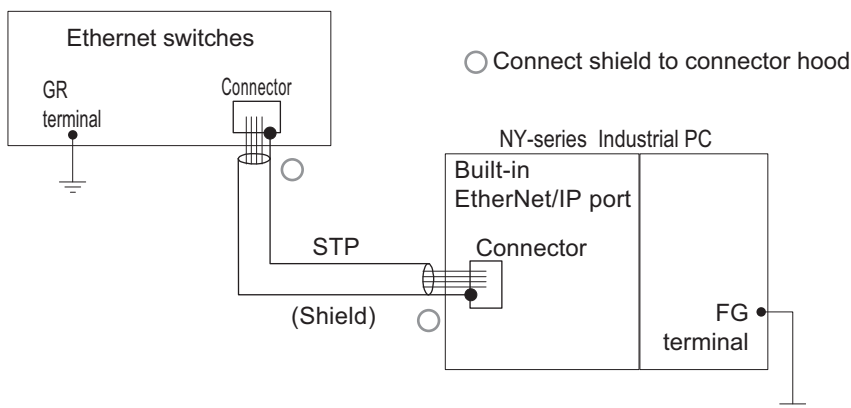 Ethernet switches
Connect shield to connector hood
GR
terminal
Connector
NY-series Industrial PC
Built-in
EtherNet/IP port
STP
Connector
(Shield)
FG
terminal